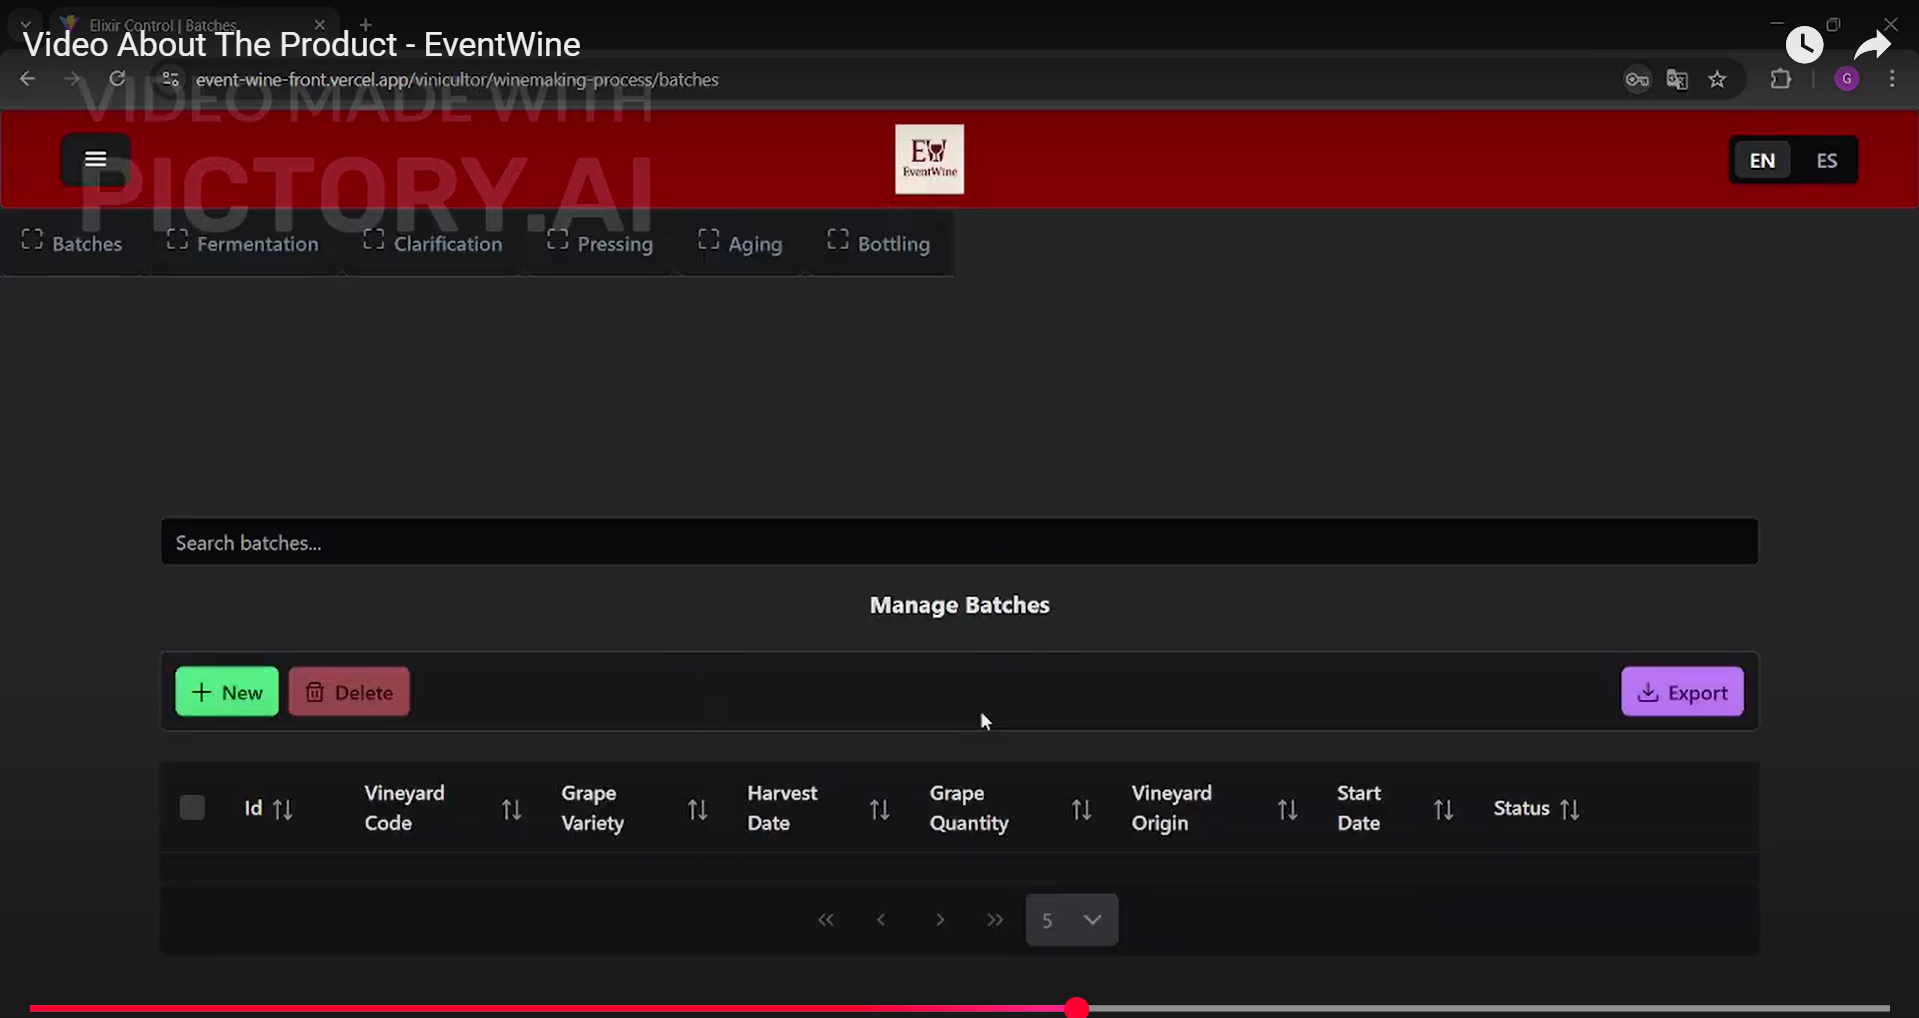 Elixir Control | Batches
Video About The Product - EventWine
event-wine-front.vercel.app/vinicultor/winemaking-process/batches
G
VIDEO MADE WITH
PICTORY.AI
EW
EventWine
EN ES
Batches Fermentation Clarification Pressing Aging Bottling
Search batches...
Manage Batches
New Delete Export
Id Vineyard Code Grape Variety Harvest Date Grape Quantity Vineyard Origin Start Date Status
5